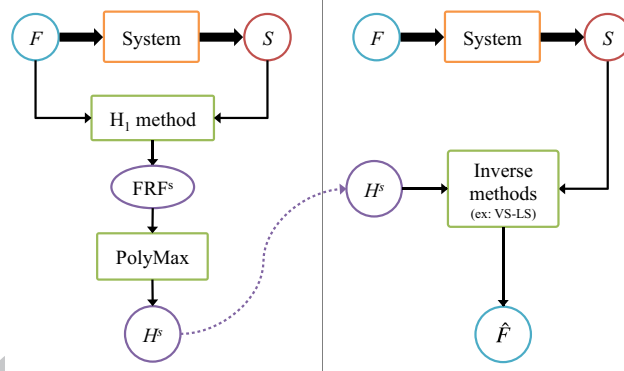 F
System
S
H₁ method
FRFˢ
PolyMax
Hˢ
F
System
S
Hˢ
Inverse
methods
(ex: VS-LS)
F̂